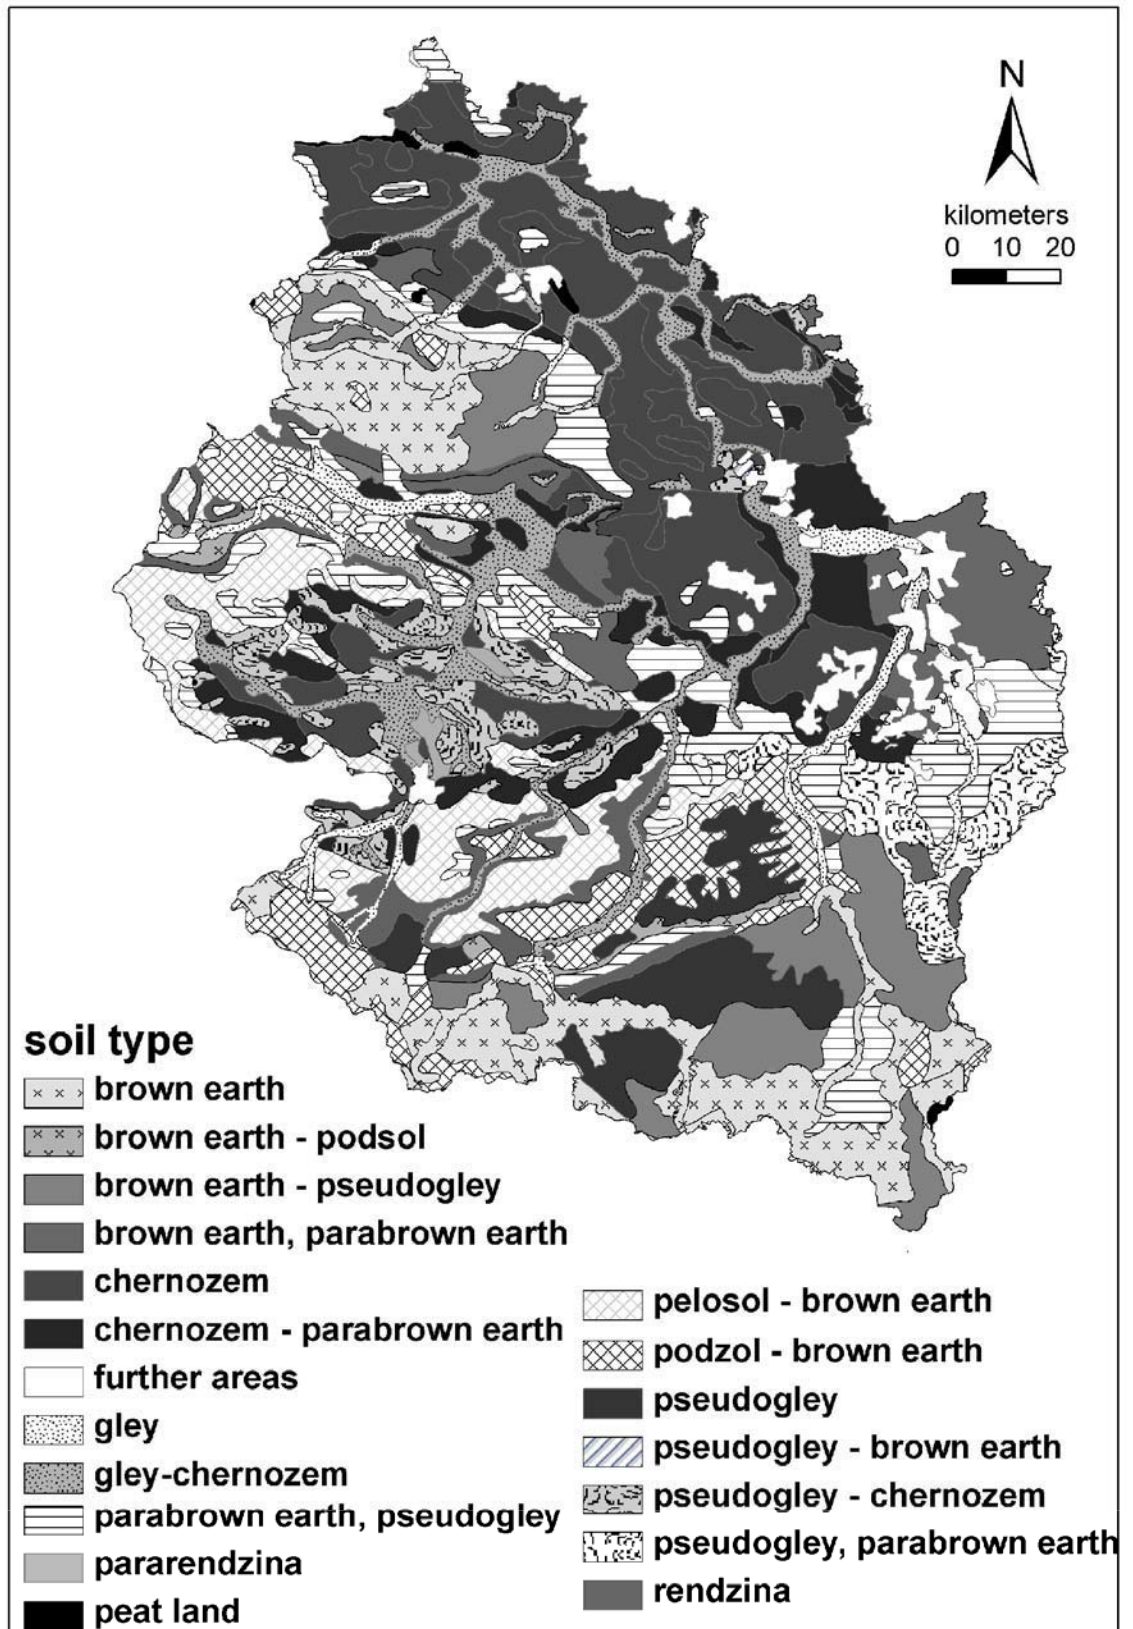 N
kilometers
0 10 20
soil type
brown earth
brown earth - podsol
brown earth - pseudogley
brown earth, parabrown earth
chernozem
chernozem - parabrown earth
further areas
gley
gley-chernozem
parabrown earth, pseudogley
pararendzina
peat land
pelosol - brown earth
podzol - brown earth
pseudogley
pseudogley - brown earth
pseudogley - chernozem
pseudogley, parabrown earth
rendzina